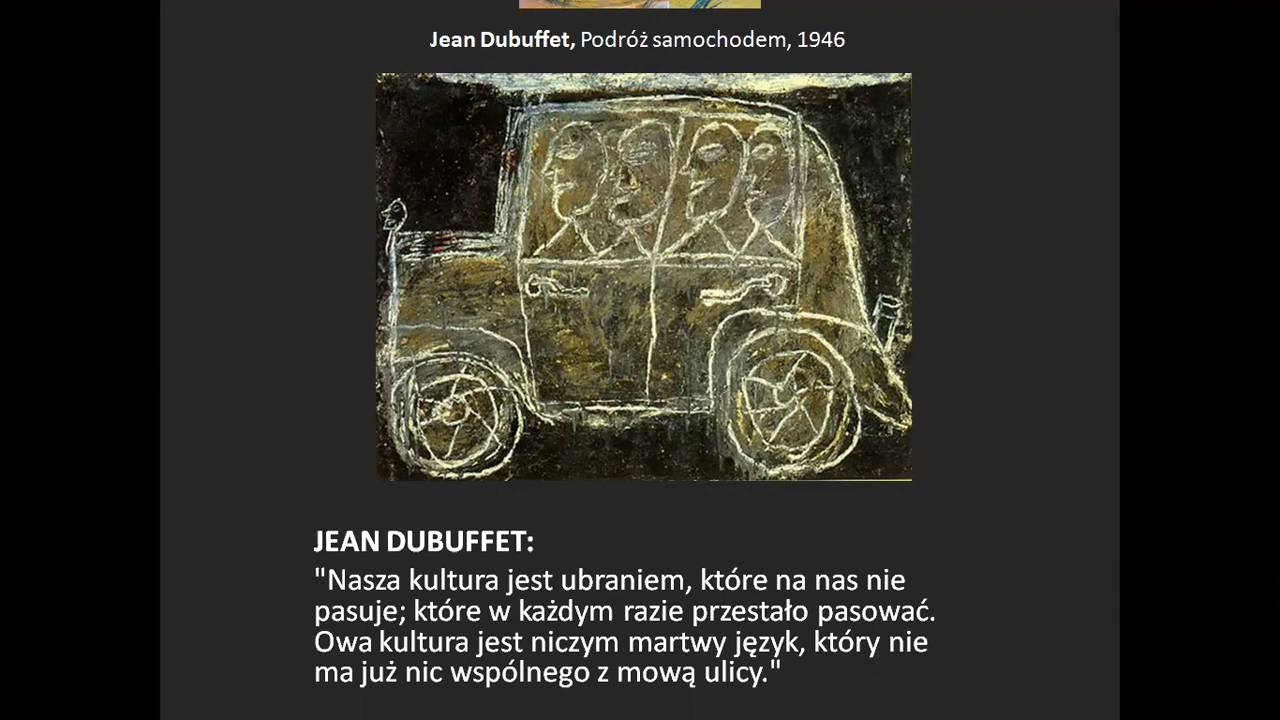 Jean Dubuffet, Podróż samochodem, 1946
JEAN DUBUFFET:
"Nasza kultura jest ubraniem, które na nas nie
pasuje; które w każdym razie przestało pasować.
Owa kultura jest niczym martwy język, który nie
ma już nic wspólnego z mową ulicy."